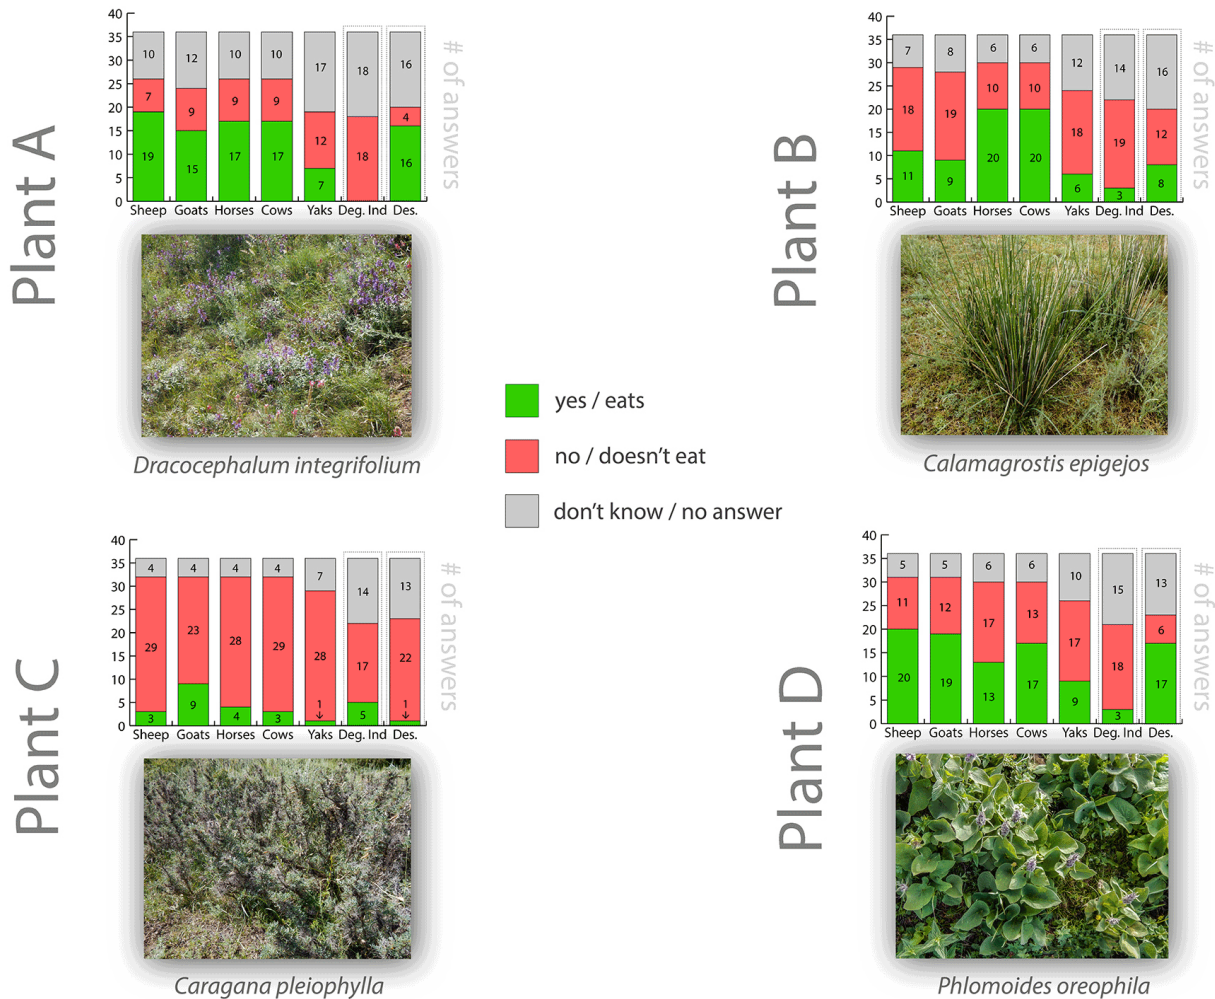 Plant A
40
35
30
25
20
15
10
5
0
10 12 10 10 17 18 16
7 9 9 9 12 18 4
19 15 17 17 7 16
Sheep Goats Horses Cows Yaks Deg. Ind Des.
# of answers
Dracocephalum integrifolium
Plant B
40
35
30
25
20
15
10
5
0
7 8 6 6 12 14 16
18 19 10 10 18 19 12
11 9 20 20 6 3 8
Sheep Goats Horses Cows Yaks Deg. Ind Des.
# of answers
Calamagrostis epigejos
yes / eats
no / doesn't eat
don't know / no answer
Plant C
40
35
30
25
20
15
10
5
0
4 4 4 4 7 14 13
29 23 28 29 28 17 22
3 9 4 3 1 5 1
Sheep Goats Horses Cows Yaks Deg. Ind Des.
# of answers
Caragana pleiophylla
Plant D
40
35
30
25
20
15
10
5
0
5 5 6 6 10 15 13
11 12 17 13 17 18 6
20 19 13 17 9 3 17
Sheep Goats Horses Cows Yaks Deg. Ind Des.
# of answers
Phlomoides oreophila